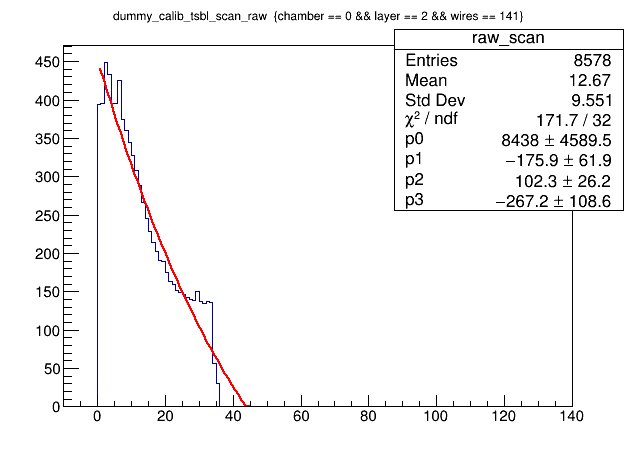 dummy_calib_tsbl_scan_raw {chamber == 0 && layer == 2 && wires == 141}
raw_scan
Entries 8578
Mean 12.67
Std Dev 9.551
χ² / ndf 171.7 / 32
p0 8438 ± 4589.5
p1 −175.9 ± 61.9
p2 102.3 ± 26.2
p3 −267.2 ± 108.6
450
400
350
300
250
200
150
100
50
0
0 20 40 60 80 100 120 140